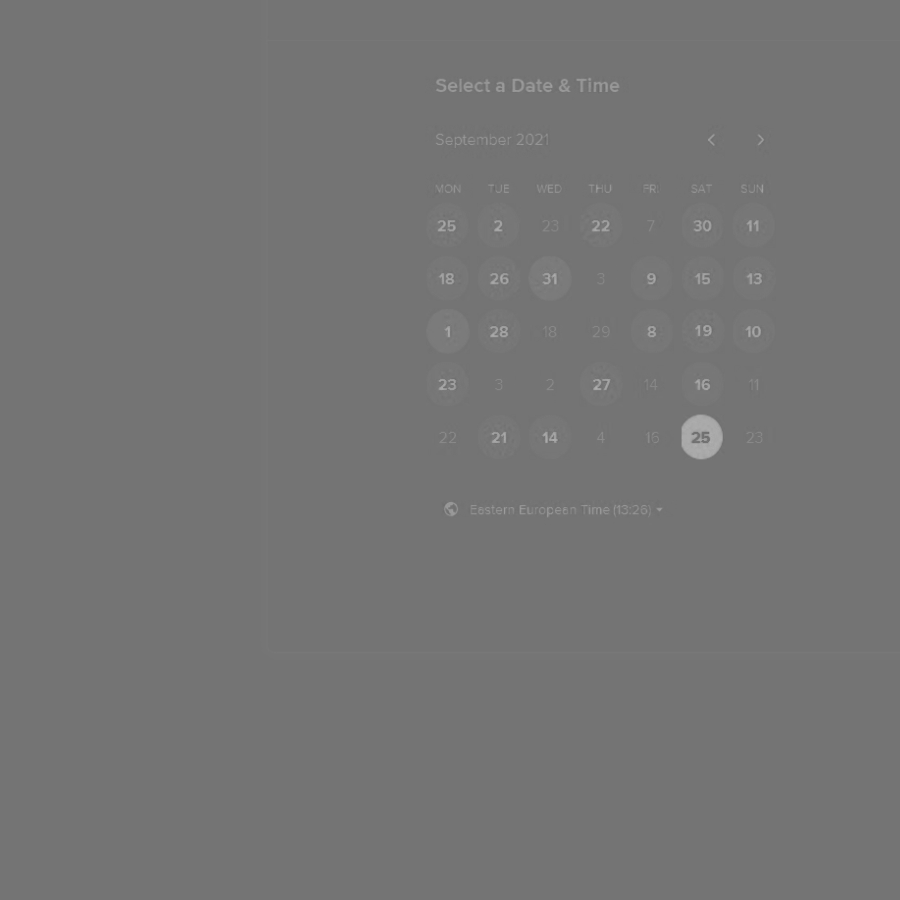 Select a Date & Time
September 2021
MON TUE WED THU FRI SAT SUN
25 2 23 22 7 30 11
18 26 31 3 9 15 13
1 28 18 29 8 19 10
23 3 2 27 14 16 11
22 21 14 4 16 25 23
Eastern European Time (13:26)